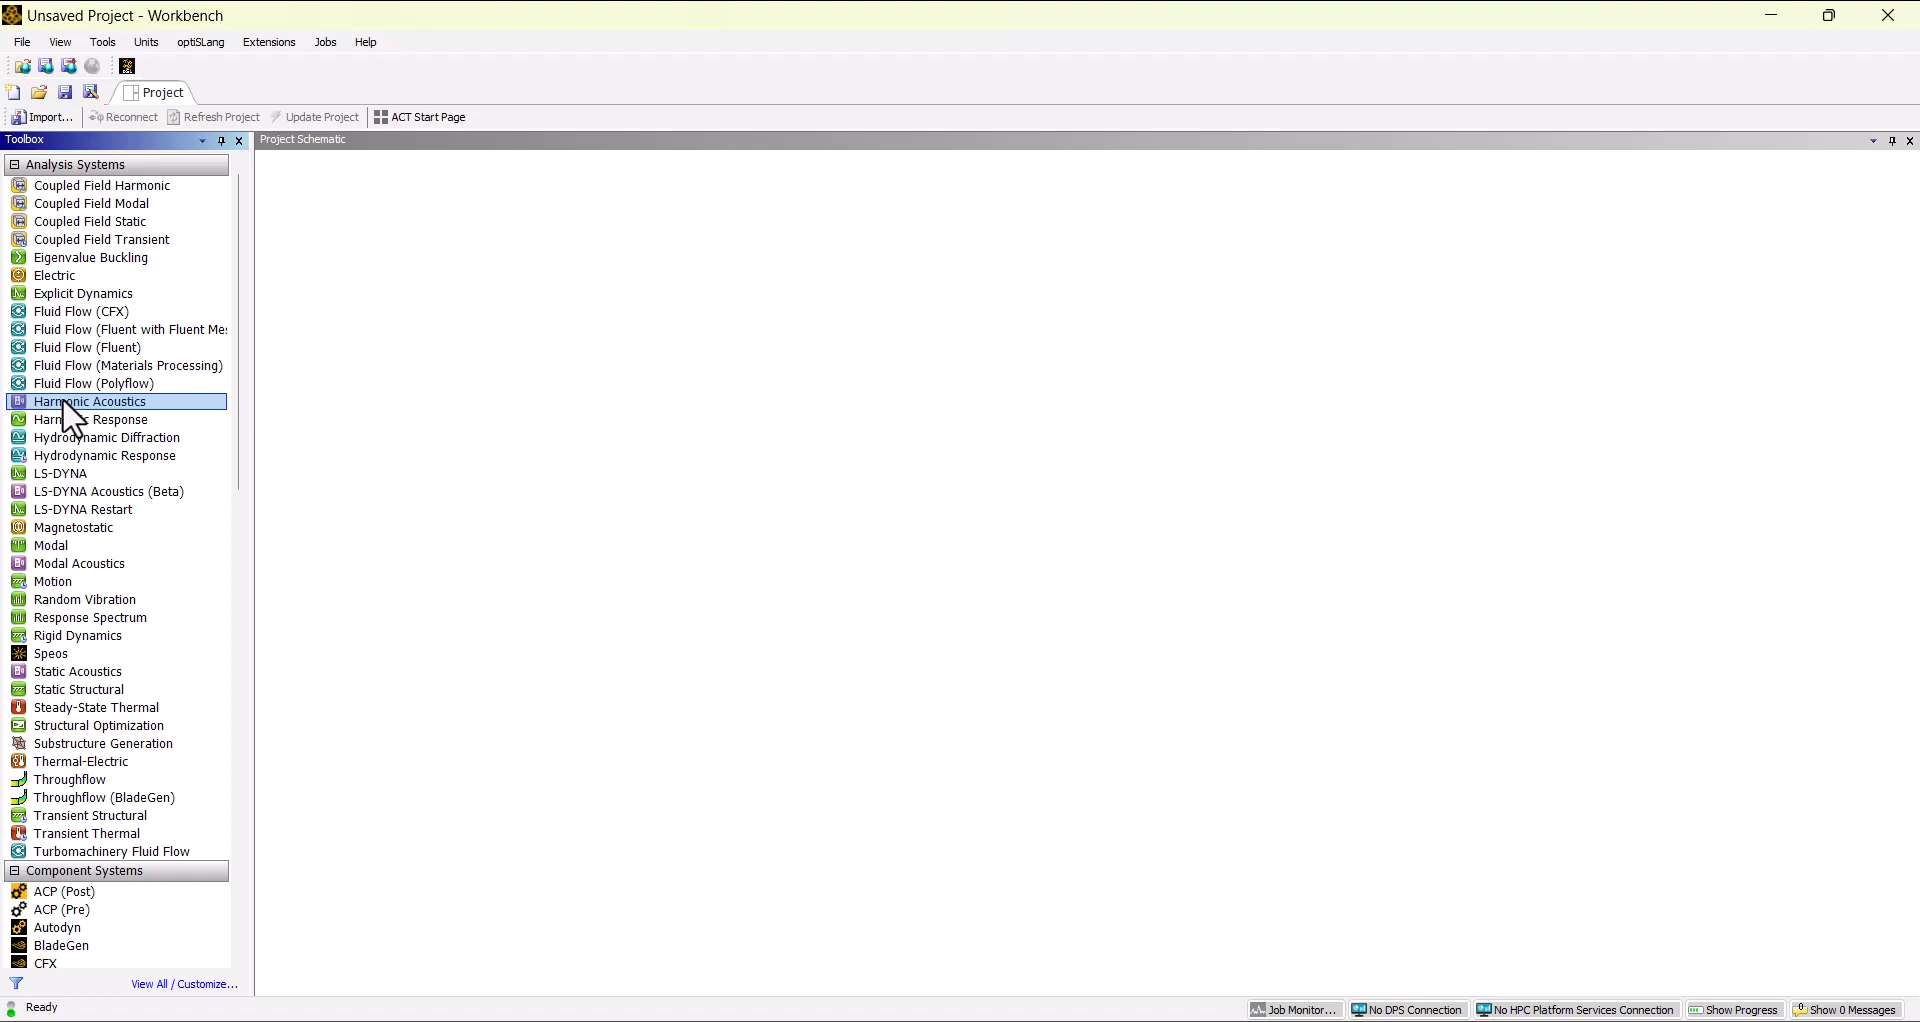 Unsaved Project - Workbench
File View Tools Units optiSLang Extensions Jobs Help
Project
Import... Reconnect Refresh Project Update Project ACT Start Page
Toolbox
Project Schematic
Analysis Systems
Coupled Field Harmonic
Coupled Field Modal
Coupled Field Static
Coupled Field Transient
Eigenvalue Buckling
Electric
Explicit Dynamics
Fluid Flow (CFX)
Fluid Flow (Fluent with Fluent Me
Fluid Flow (Fluent)
Fluid Flow (Materials Processing)
Fluid Flow (Polyflow)
Harmonic Acoustics
Harmonic Response
Hydrodynamic Diffraction
Hydrodynamic Response
LS-DYNA
LS-DYNA Acoustics (Beta)
LS-DYNA Restart
Magnetostatic
Modal
Modal Acoustics
Motion
Random Vibration
Response Spectrum
Rigid Dynamics
Speos
Static Acoustics
Static Structural
Steady-State Thermal
Structural Optimization
Substructure Generation
Thermal-Electric
Throughflow
Throughflow (BladeGen)
Transient Structural
Transient Thermal
Turbomachinery Fluid Flow
Component Systems
ACP (Post)
ACP (Pre)
Autodyn
BladeGen
CFX
View All / Customize...
Ready
Job Monitor... No DPS Connection No HPC Platform Services Connection Show Progress Show 0 Messages